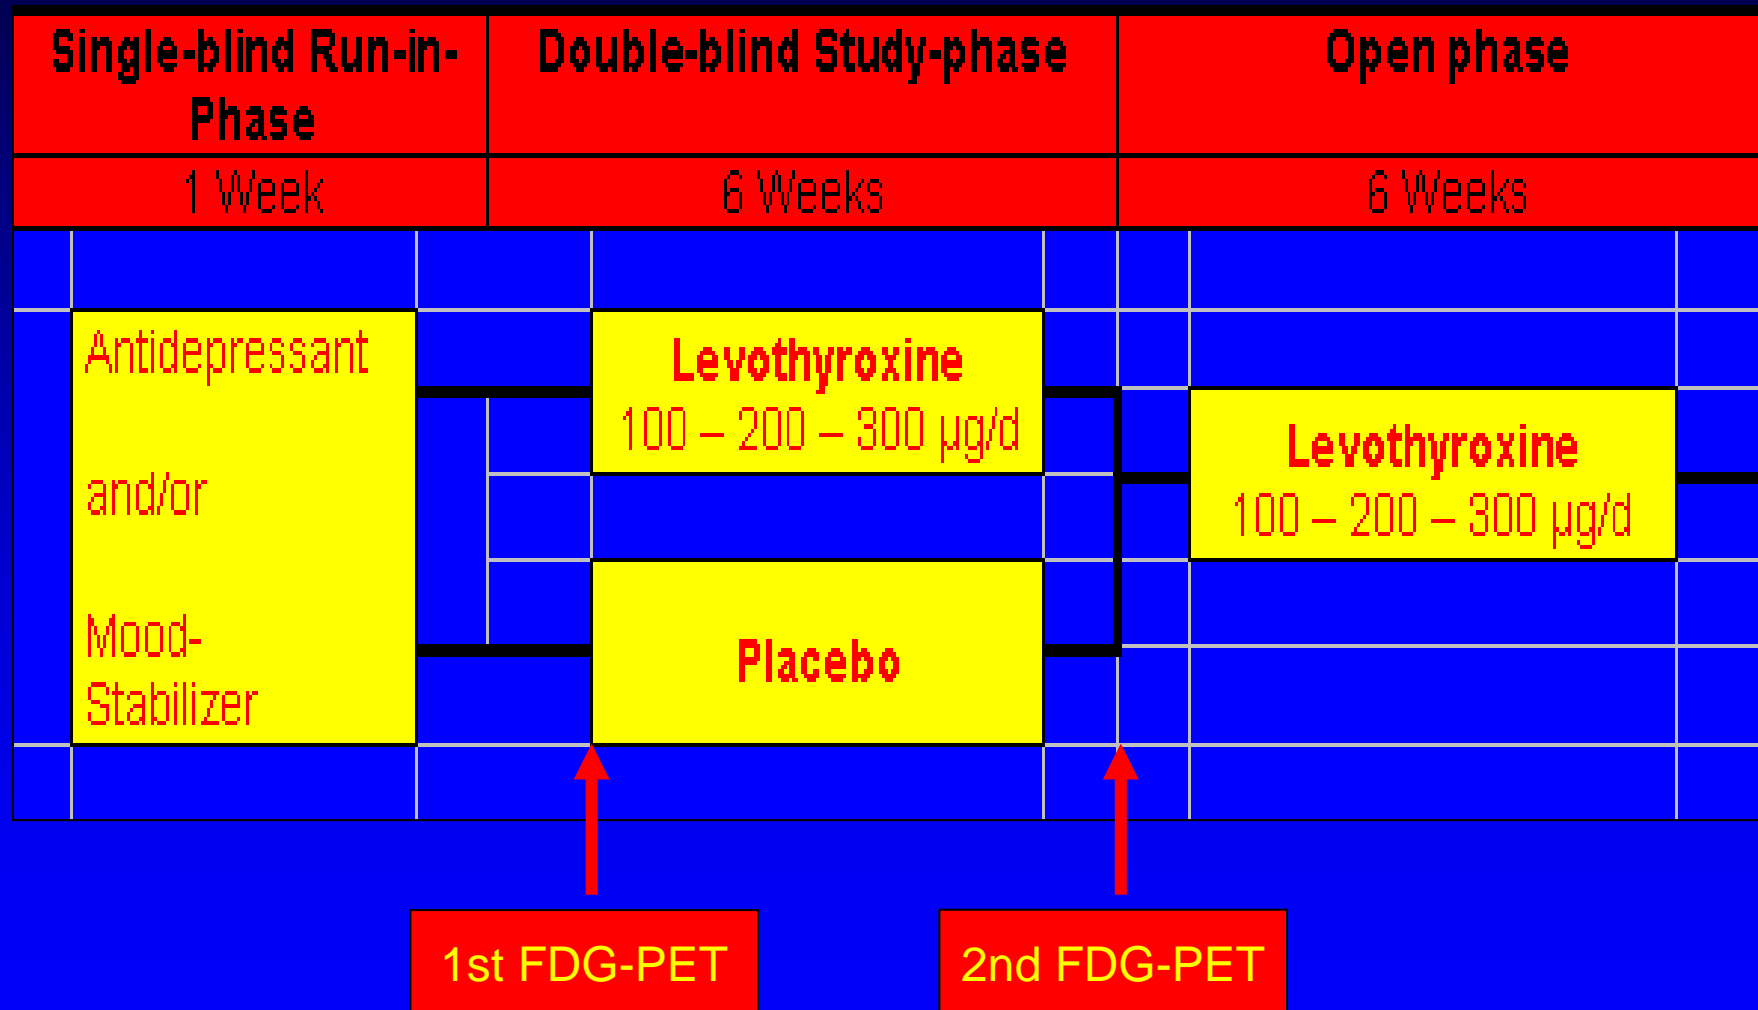 Single-blind Run-in-
Phase
Double-blind Study-phase
Open phase
1 Week
6 Weeks
6 Weeks
Antidepressant
and/or
Mood-
Stabilizer
Levothyroxine
100 – 200 – 300 µg/d
Placebo
Levothyroxine
100 – 200 – 300 µg/d
1st FDG-PET
2nd FDG-PET